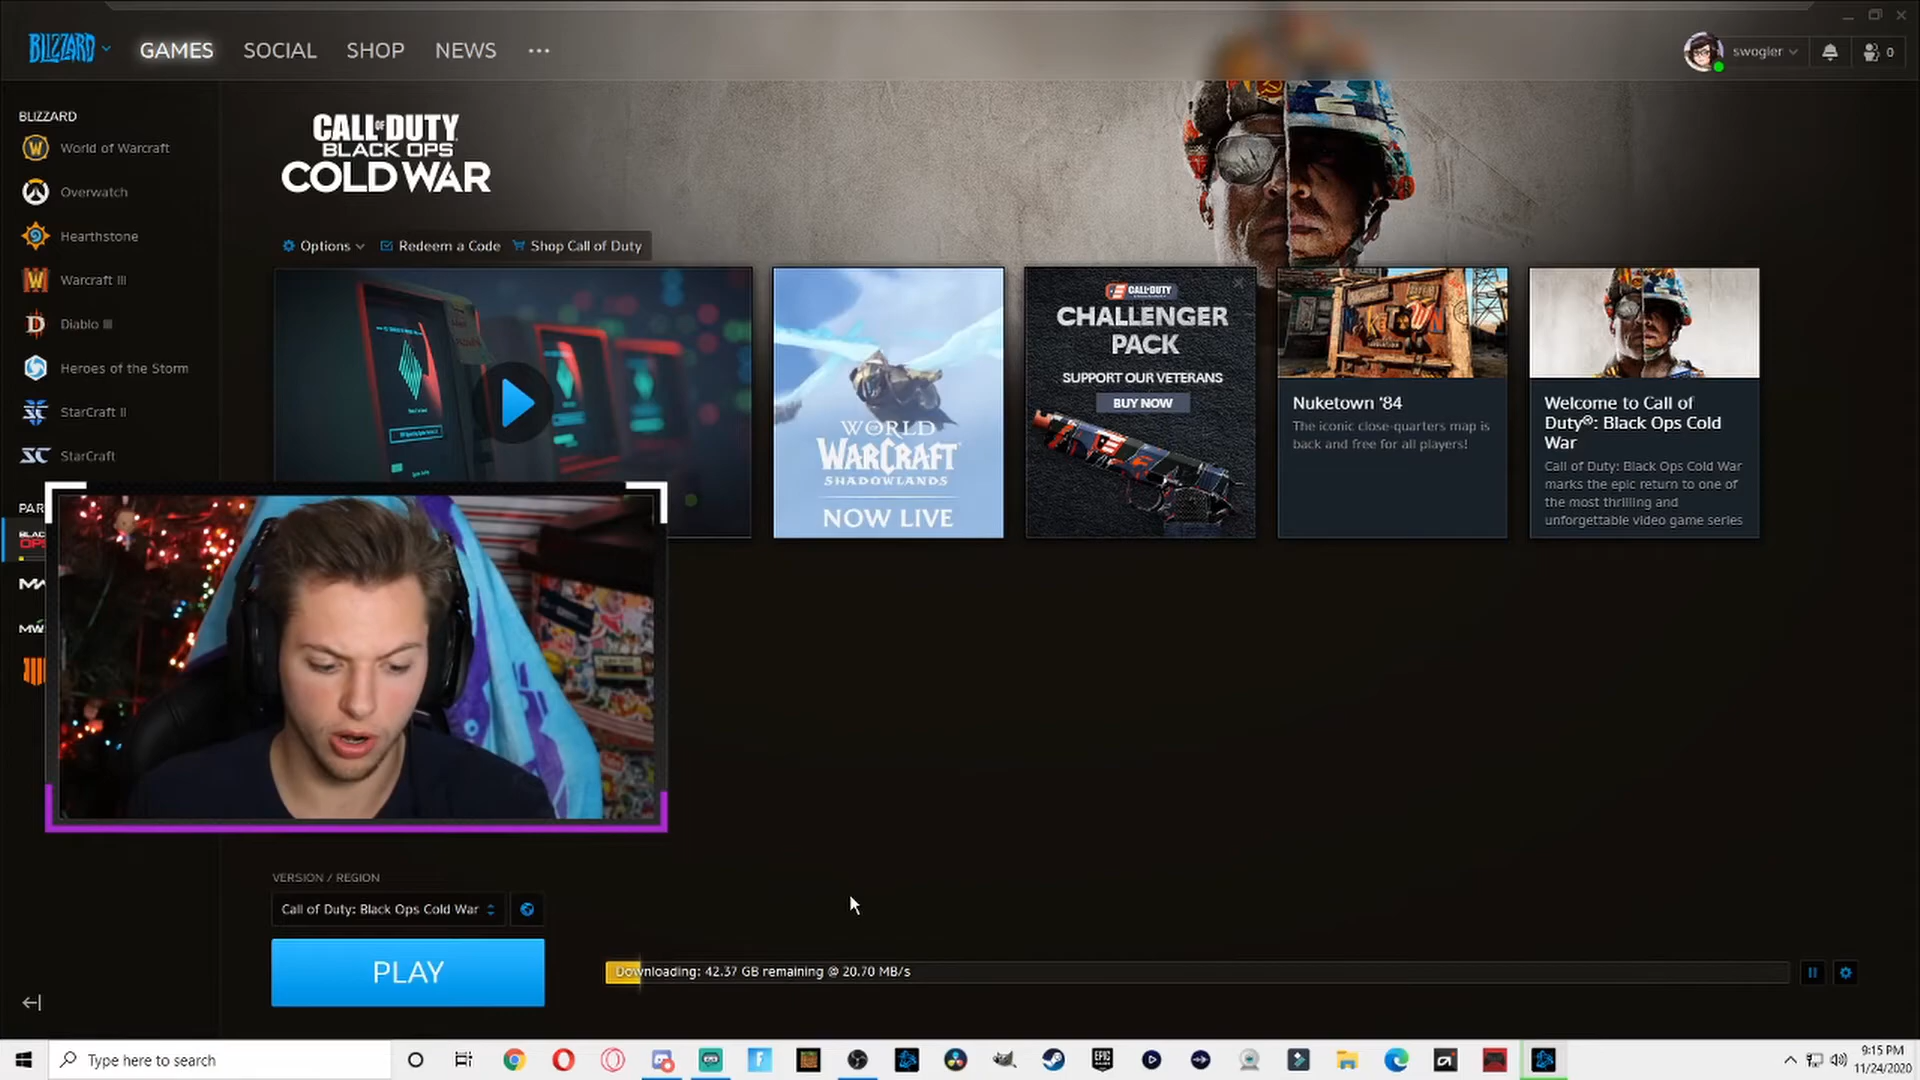 BLIZZARD
GAMES
SOCIAL
SHOP
NEWS
swogler
0
BLIZZARD
World of Warcraft
Overwatch
Hearthstone
Warcraft III
Diablo III
Heroes of the Storm
StarCraft II
StarCraft
PAR
BLAC
OPS
MW
CALL OF DUTY
BLACK OPS
COLD WAR
Options
Redeem a Code
Shop Call of Duty
WORLD
OF
WARCRAFT
SHADOWLANDS
NOW LIVE
CALL OF DUTY
CHALLENGER
PACK
SUPPORT OUR VETERANS
BUY NOW
Nuketown '84
The iconic close-quarters map is
back and free for all players!
Welcome to Call of
Duty®: Black Ops Cold
War
Call of Duty: Black Ops Cold War
marks the epic return to one of
the most thrilling and
unforgettable video game series
VERSION / REGION
Call of Duty: Black Ops Cold War
PLAY
Downloading: 42.37 GB remaining @ 20.70 MB/s
Type here to search
EPIC
9:15 PM
11/24/2020